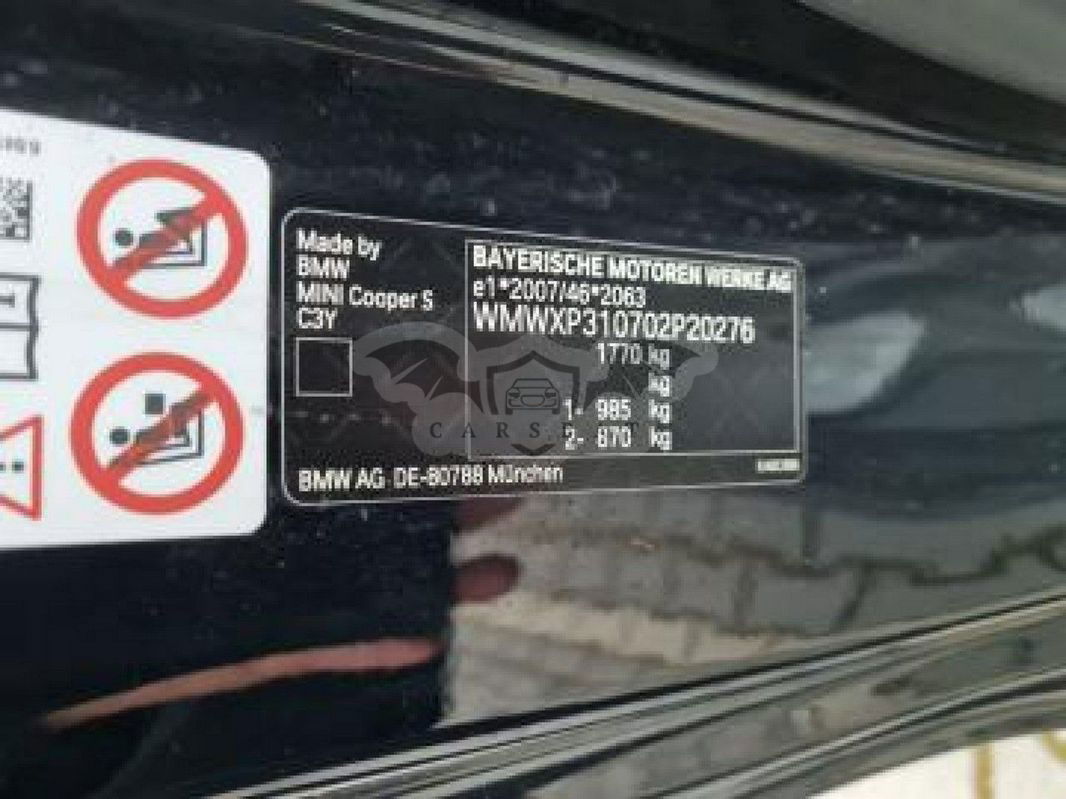 Made by
BMW
MINI Cooper S
C3Y
BAYERISCHE MOTOREN WERKE AG
e1*2007/46*2063
WMWXP310702P20276
1770 kg
kg
1- 985 kg
2- 870 kg
BMW AG DE-80788 München
CARSEAT